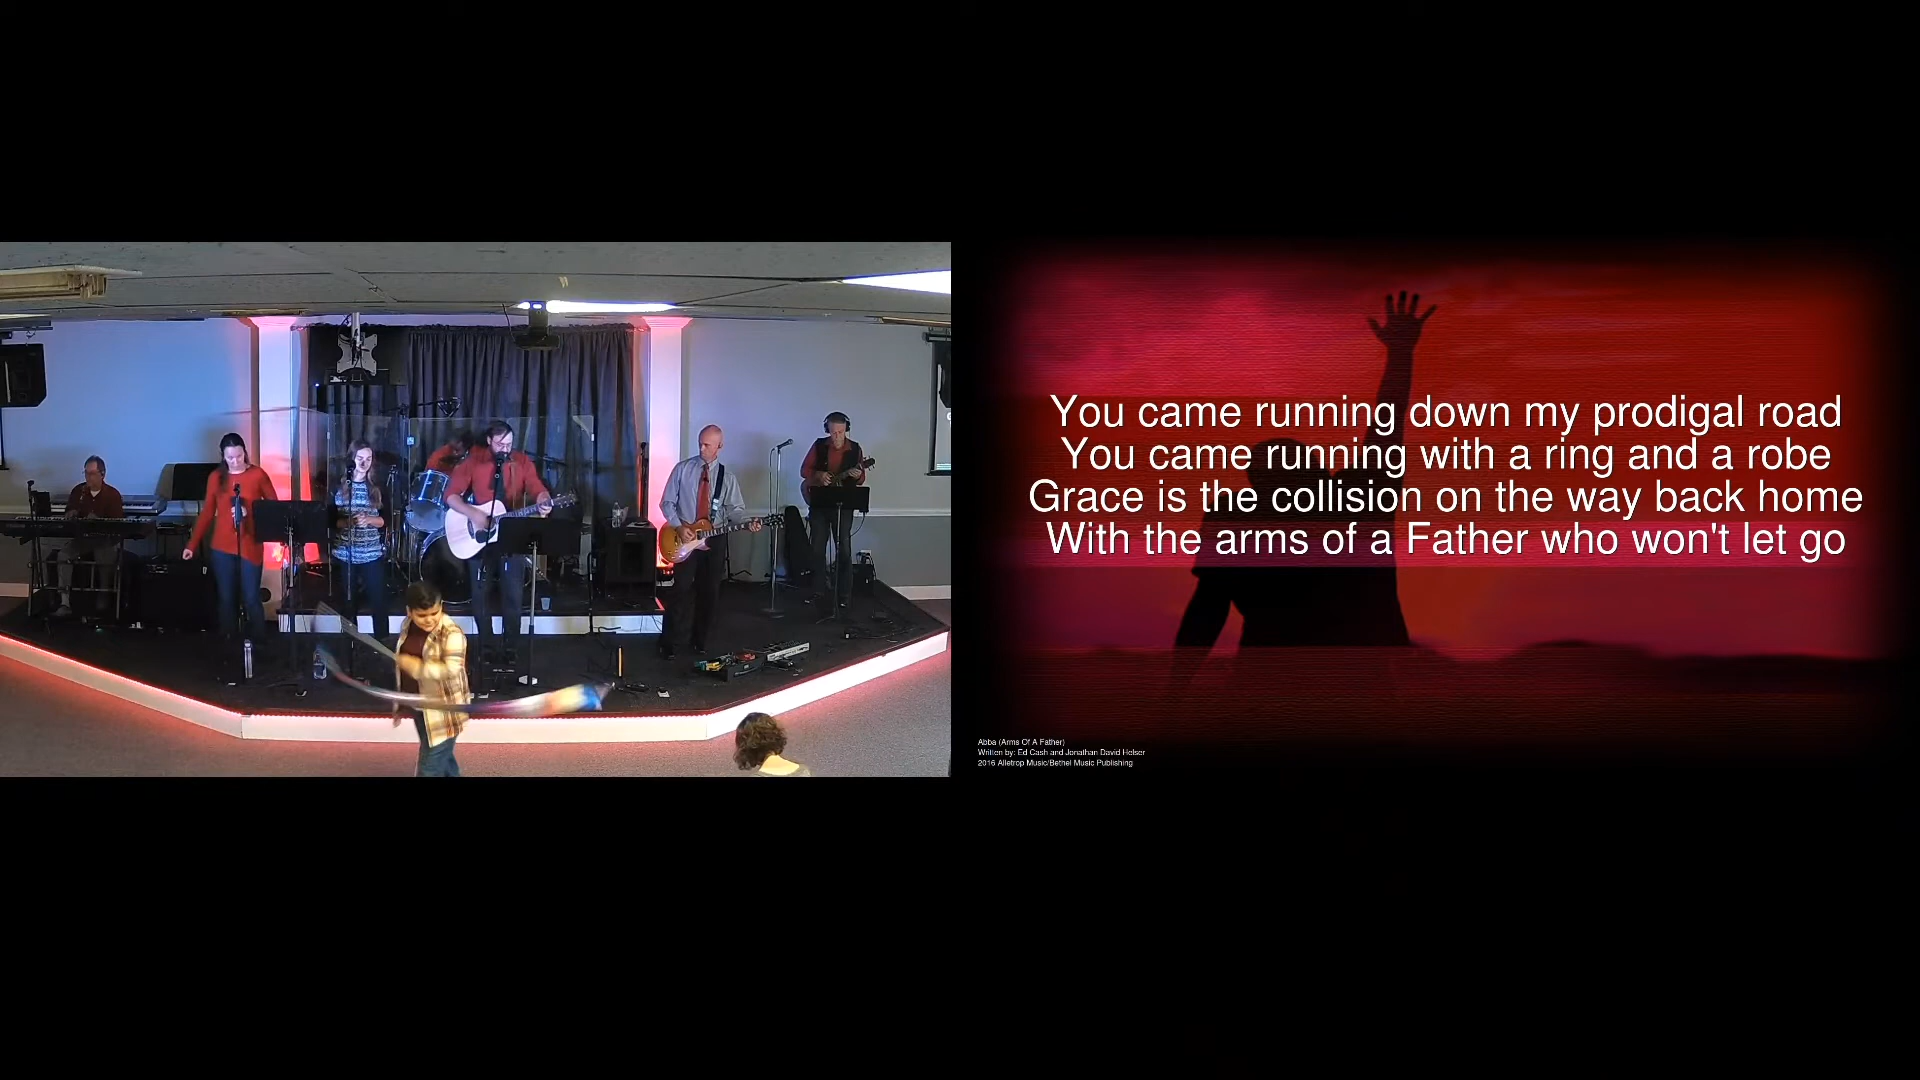 You came running down my prodigal road
You came running with a ring and a robe
Grace is the collision on the way back home
With the arms of a Father who won't let go
Abba (Arms Of A Father)
Written by: Ed Cash and Jonathan David Helser
2016 Alletrop Music/Bethel Music Publishing